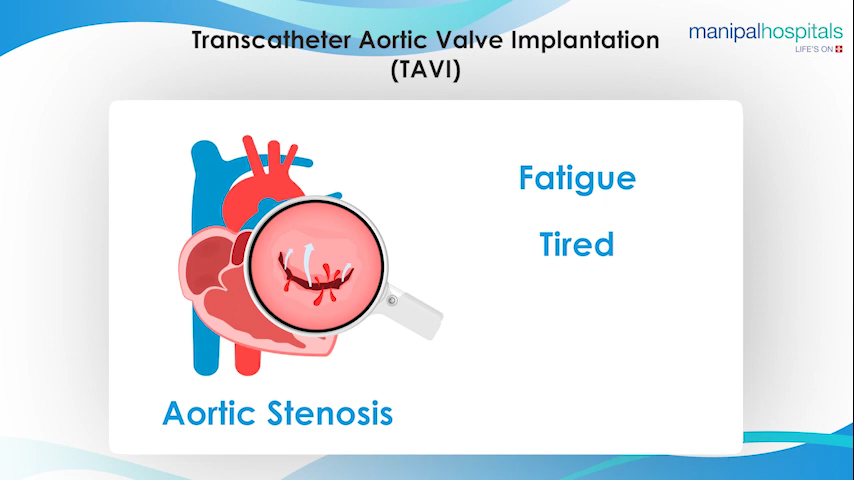 Transcatheter Aortic Valve Implantation
(TAVI)
manipalhospitals
LIFE'S ON
Fatigue
Tired
Aortic Stenosis